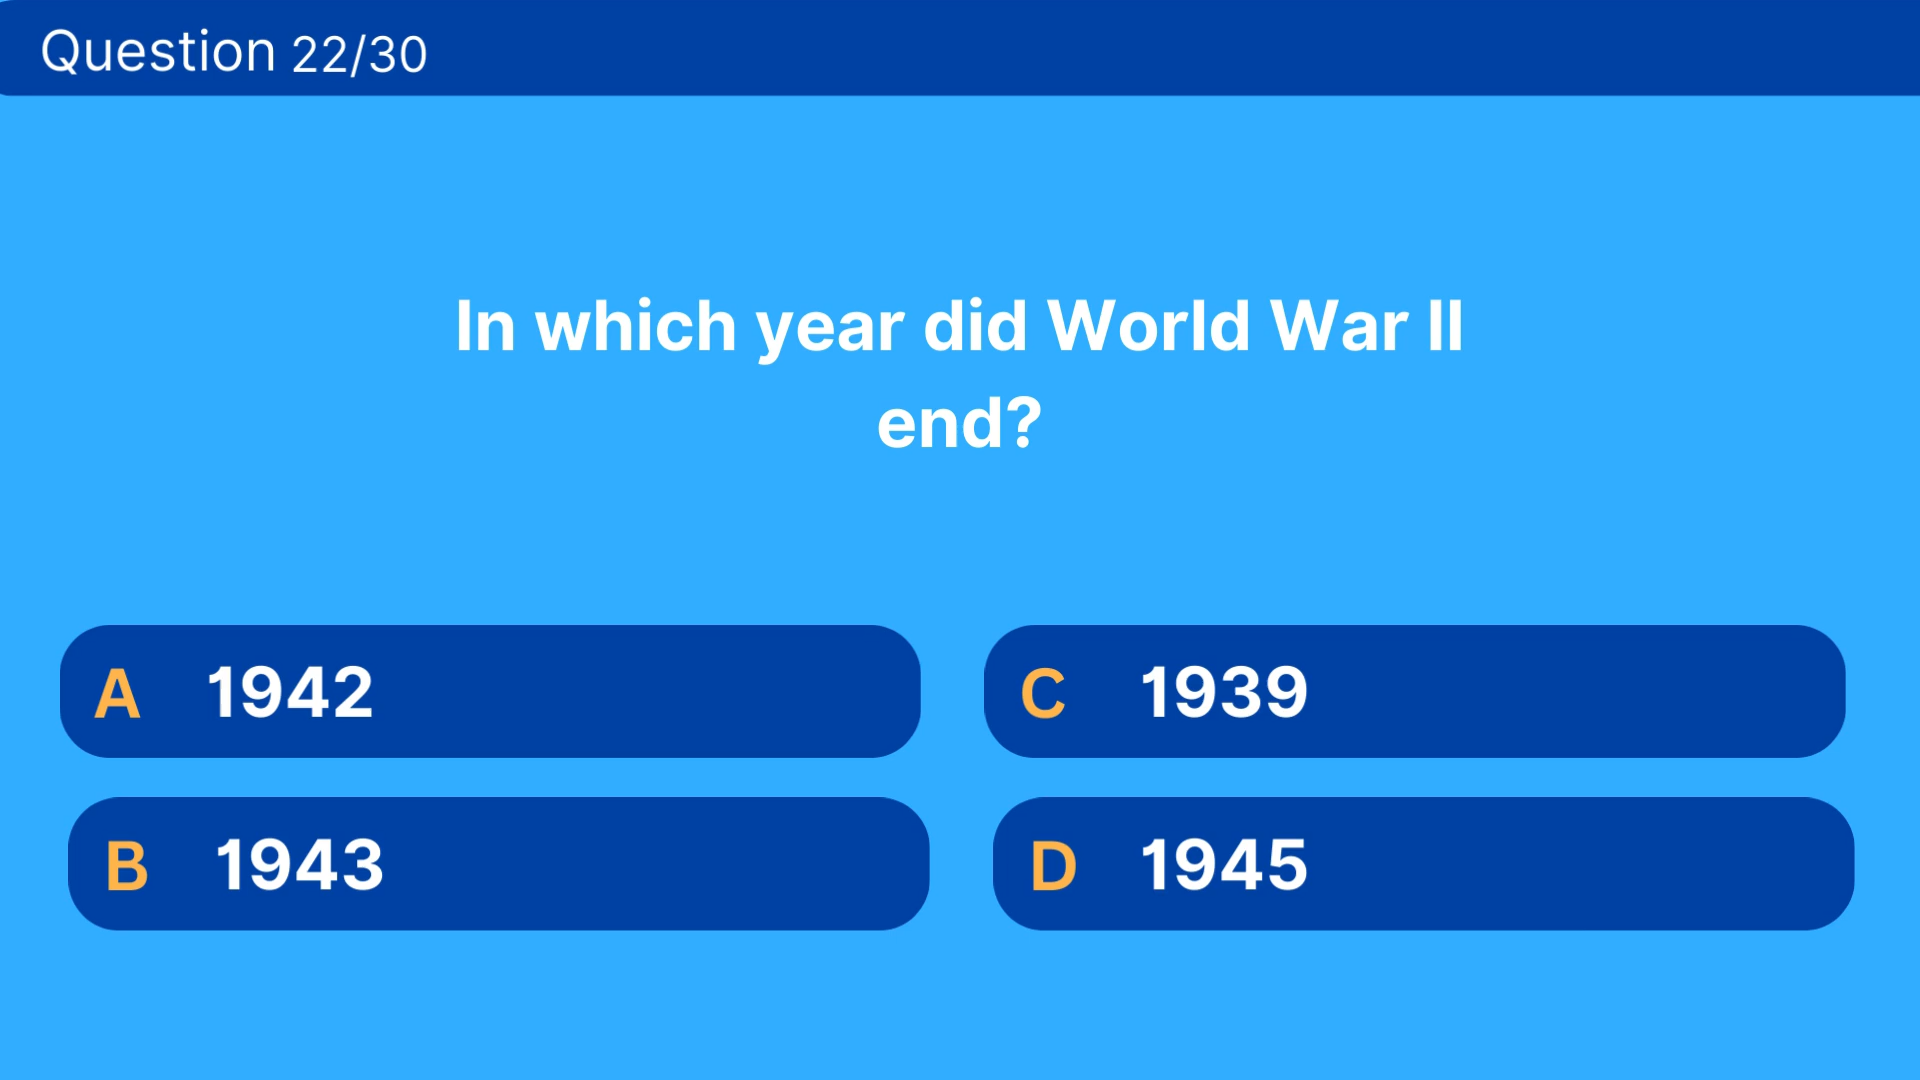 Question 22/30
In which year did World War II
end?
A 1942
C 1939
B 1943
D 1945